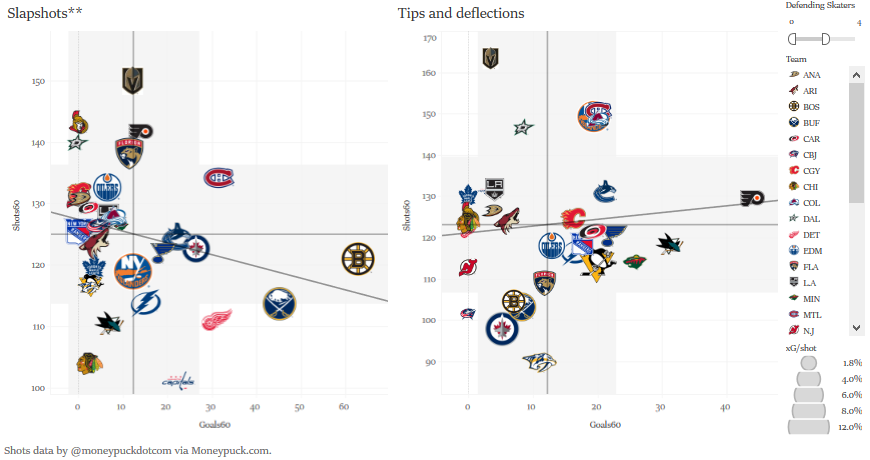 Slapshots**
Tips and deflections
Defending Skaters
0
4
Shots60
150
140
130
120
110
100
0
10
20
30
40
50
60
Goals60
Shots60
170
160
150
140
130
120
110
100
90
0
10
20
30
40
Goals60
Team
ANA
ARI
BOS
BUF
CAR
CBJ
CGY
CHI
COL
DAL
DET
EDM
FLA
L.A
MIN
MTL
N.J
xG/shot
1.8%
4.0%
6.0%
8.0%
12.0%
Shots data by @moneypuckdotcom via Moneypuck.com.